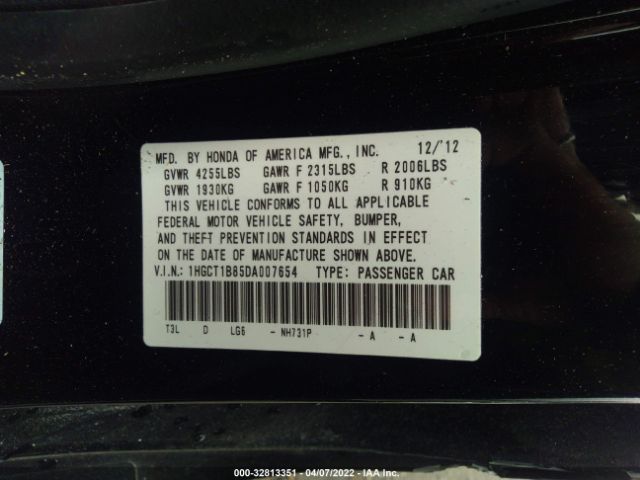 MFD. BY HONDA OF AMERICA MFG., INC. 12/'12
GVWR 4255LBS GAWR F 2315LBS R 2006LBS
GVWR 1930KG GAWR F 1050KG R 910KG
THIS VEHICLE CONFORMS TO ALL APPLICABLE
FEDERAL MOTOR VEHICLE SAFETY, BUMPER,
AND THEFT PREVENTION STANDARDS IN EFFECT
ON THE DATE OF MANUFACTURE SHOWN ABOVE.
V.I.N.: 1HGCT1B85DA007654 TYPE: PASSENGER CAR
T3L D LG6 - NH731P - A - A
000-32813351 - 04/07/2022 - IAA Inc.